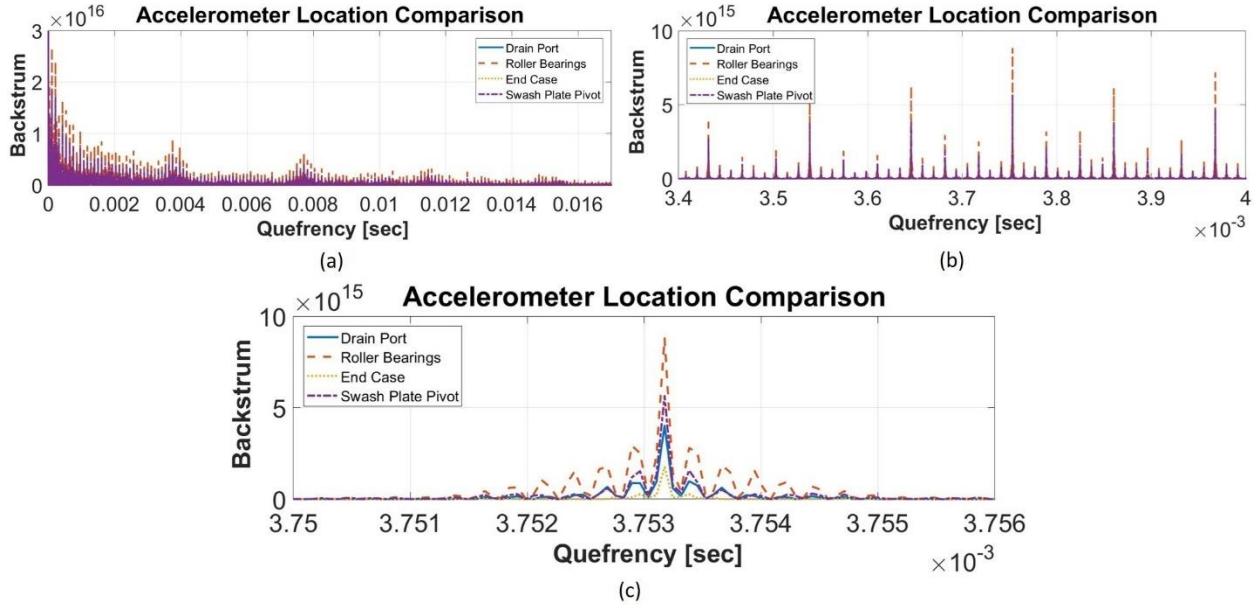 Accelerometer Location Comparison
× 10^16
3
2
1
0
Backstrum
Drain Port
Roller Bearings
End Case
Swash Plate Pivot
0 0.002 0.004 0.006 0.008 0.01 0.012 0.014 0.016
Quefrency [sec]
(a)
Accelerometer Location Comparison
× 10^15
10
5
0
Backstrum
Drain Port
Roller Bearings
End Case
Swash Plate Pivot
3.4 3.5 3.6 3.7 3.8 3.9 4
Quefrency [sec]
× 10^-3
(b)
Accelerometer Location Comparison
× 10^15
10
5
0
Backstrum
Drain Port
Roller Bearings
End Case
Swash Plate Pivot
3.75 3.751 3.752 3.753 3.754 3.755 3.756
Quefrency [sec]
× 10^-3
(c)